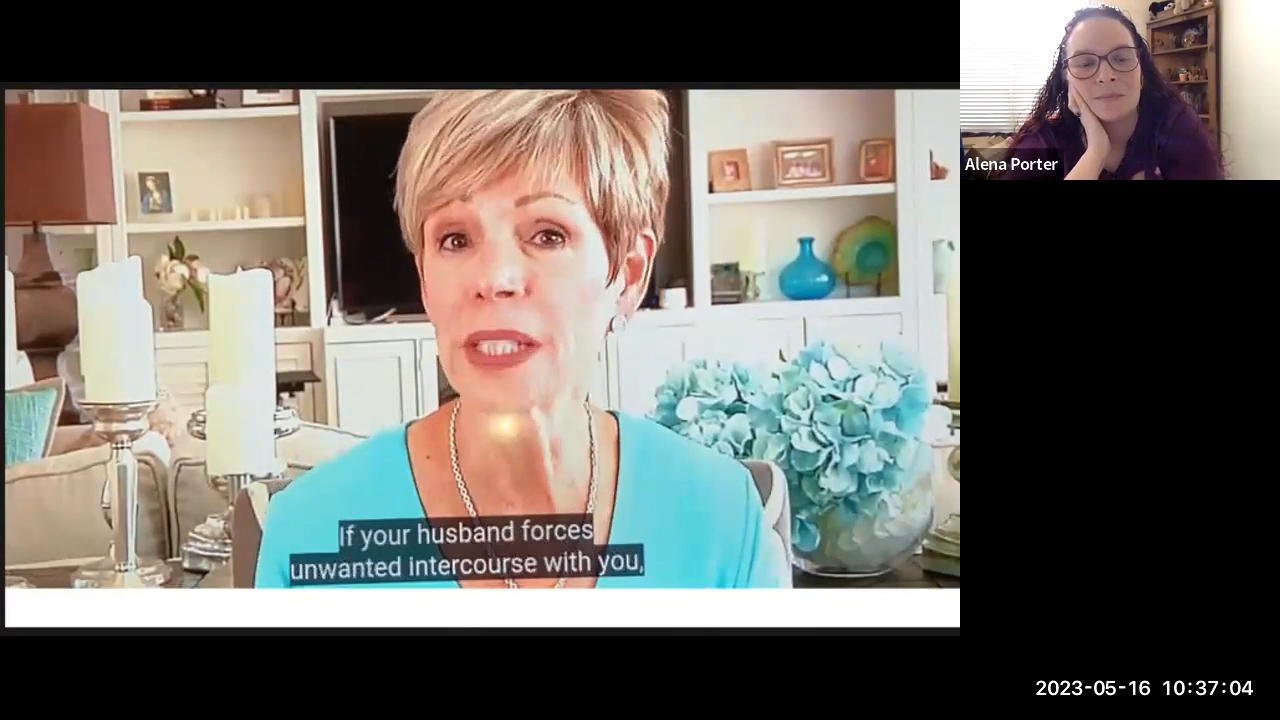 Alena Porter
If your husband forces
unwanted intercourse with you,
2023-05-16 10:37:04